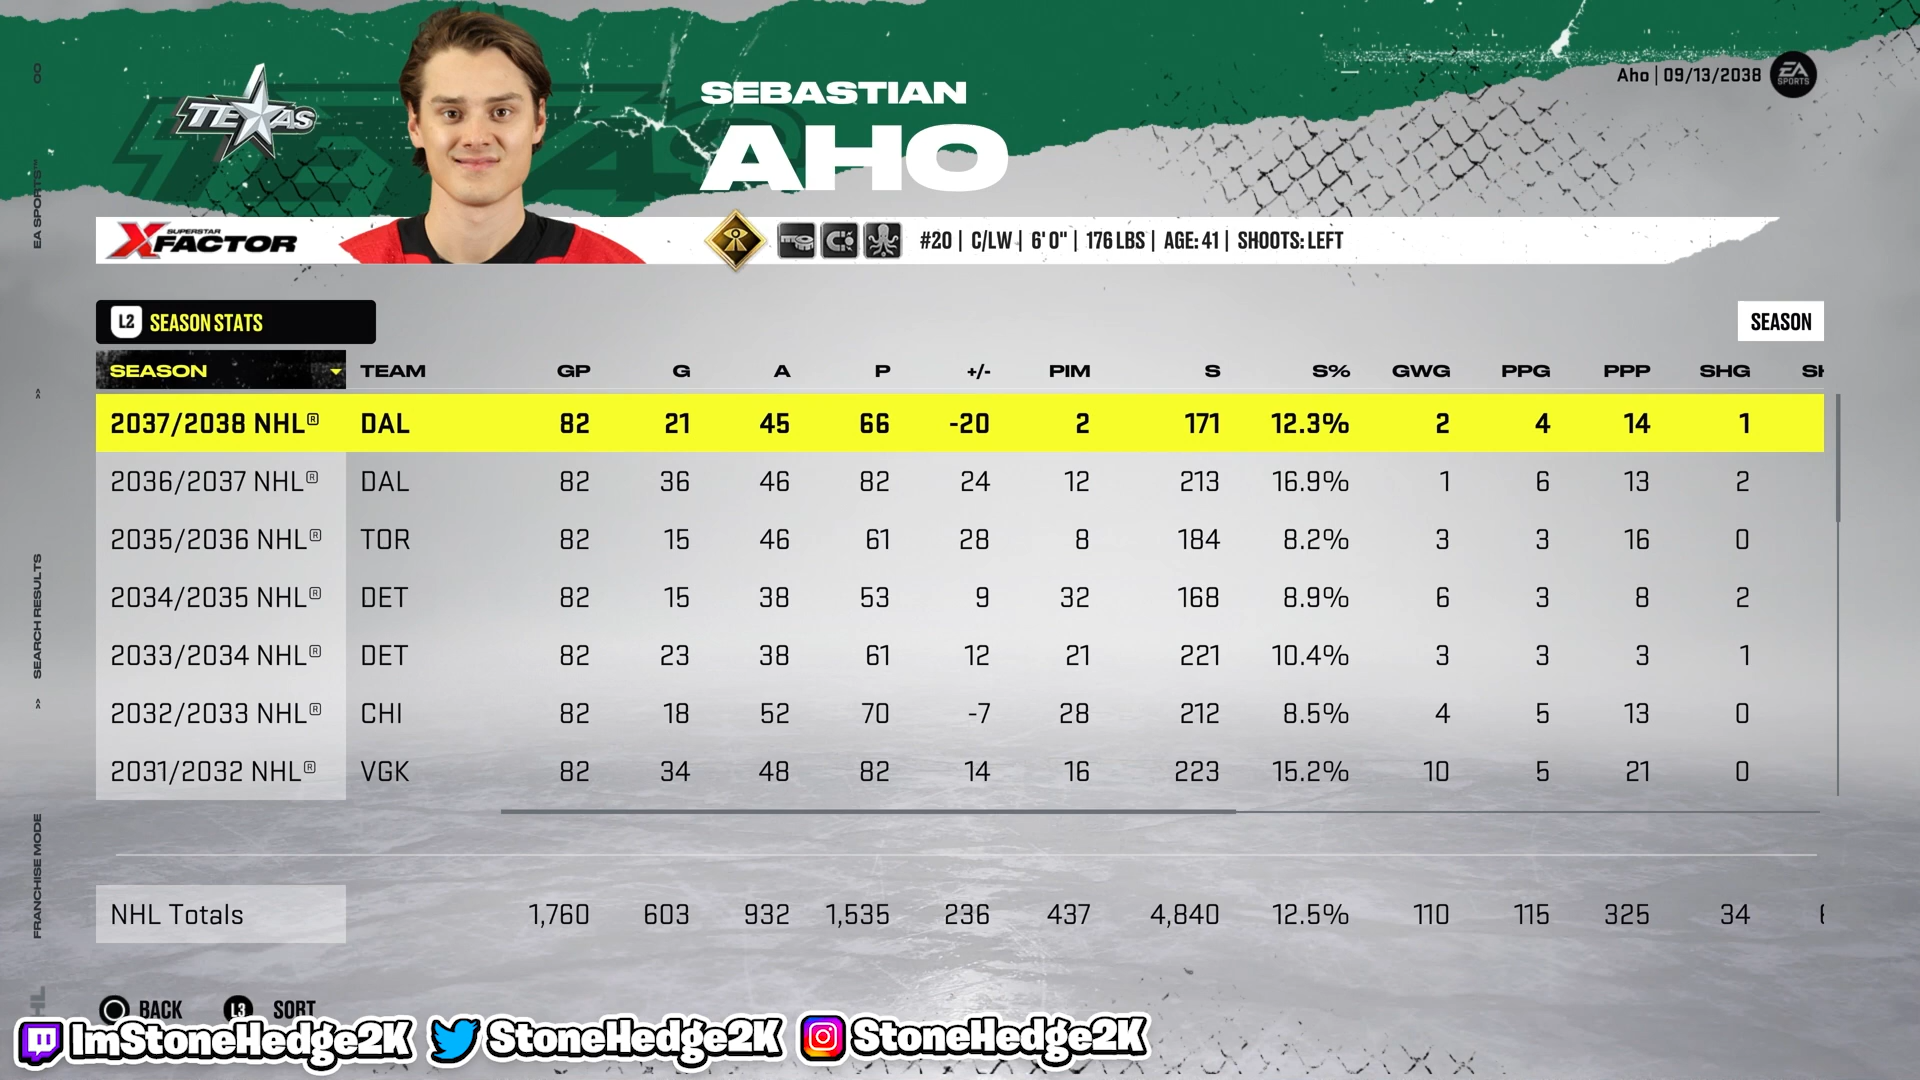 TEXAS
SEBASTIAN
AHO
Aho | 09/13/2038
EA SPORTS
SUPERSTAR
X FACTOR
#20 | C/LW | 6' 0" | 176 LBS | AGE: 41 | SHOOTS: LEFT
L2 SEASON STATS
SEASON
SEASON TEAM GP G A P +/- PIM S S% GWG PPG PPP SHG
2037/2038 NHL® DAL 82 21 45 66 -20 2 171 12.3% 2 4 14 1
2036/2037 NHL® DAL 82 36 46 82 24 12 213 16.9% 1 6 13 2
2035/2036 NHL® TOR 82 15 46 61 28 8 184 8.2% 3 3 16 0
2034/2035 NHL® DET 82 15 38 53 9 32 168 8.9% 6 3 8 2
2033/2034 NHL® DET 82 23 38 61 12 21 221 10.4% 3 3 3 1
2032/2033 NHL® CHI 82 18 52 70 -7 28 212 8.5% 4 5 13 0
2031/2032 NHL® VGK 82 34 48 82 14 16 223 15.2% 10 5 21 0
NHL Totals 1,760 603 932 1,535 236 437 4,840 12.5% 110 115 325 34
BACK L3 SORT
ImStoneHedge2K StoneHedge2K StoneHedge2K
FRANCHISE MODE >> SEARCH RESULTS >> EA SPORTS™